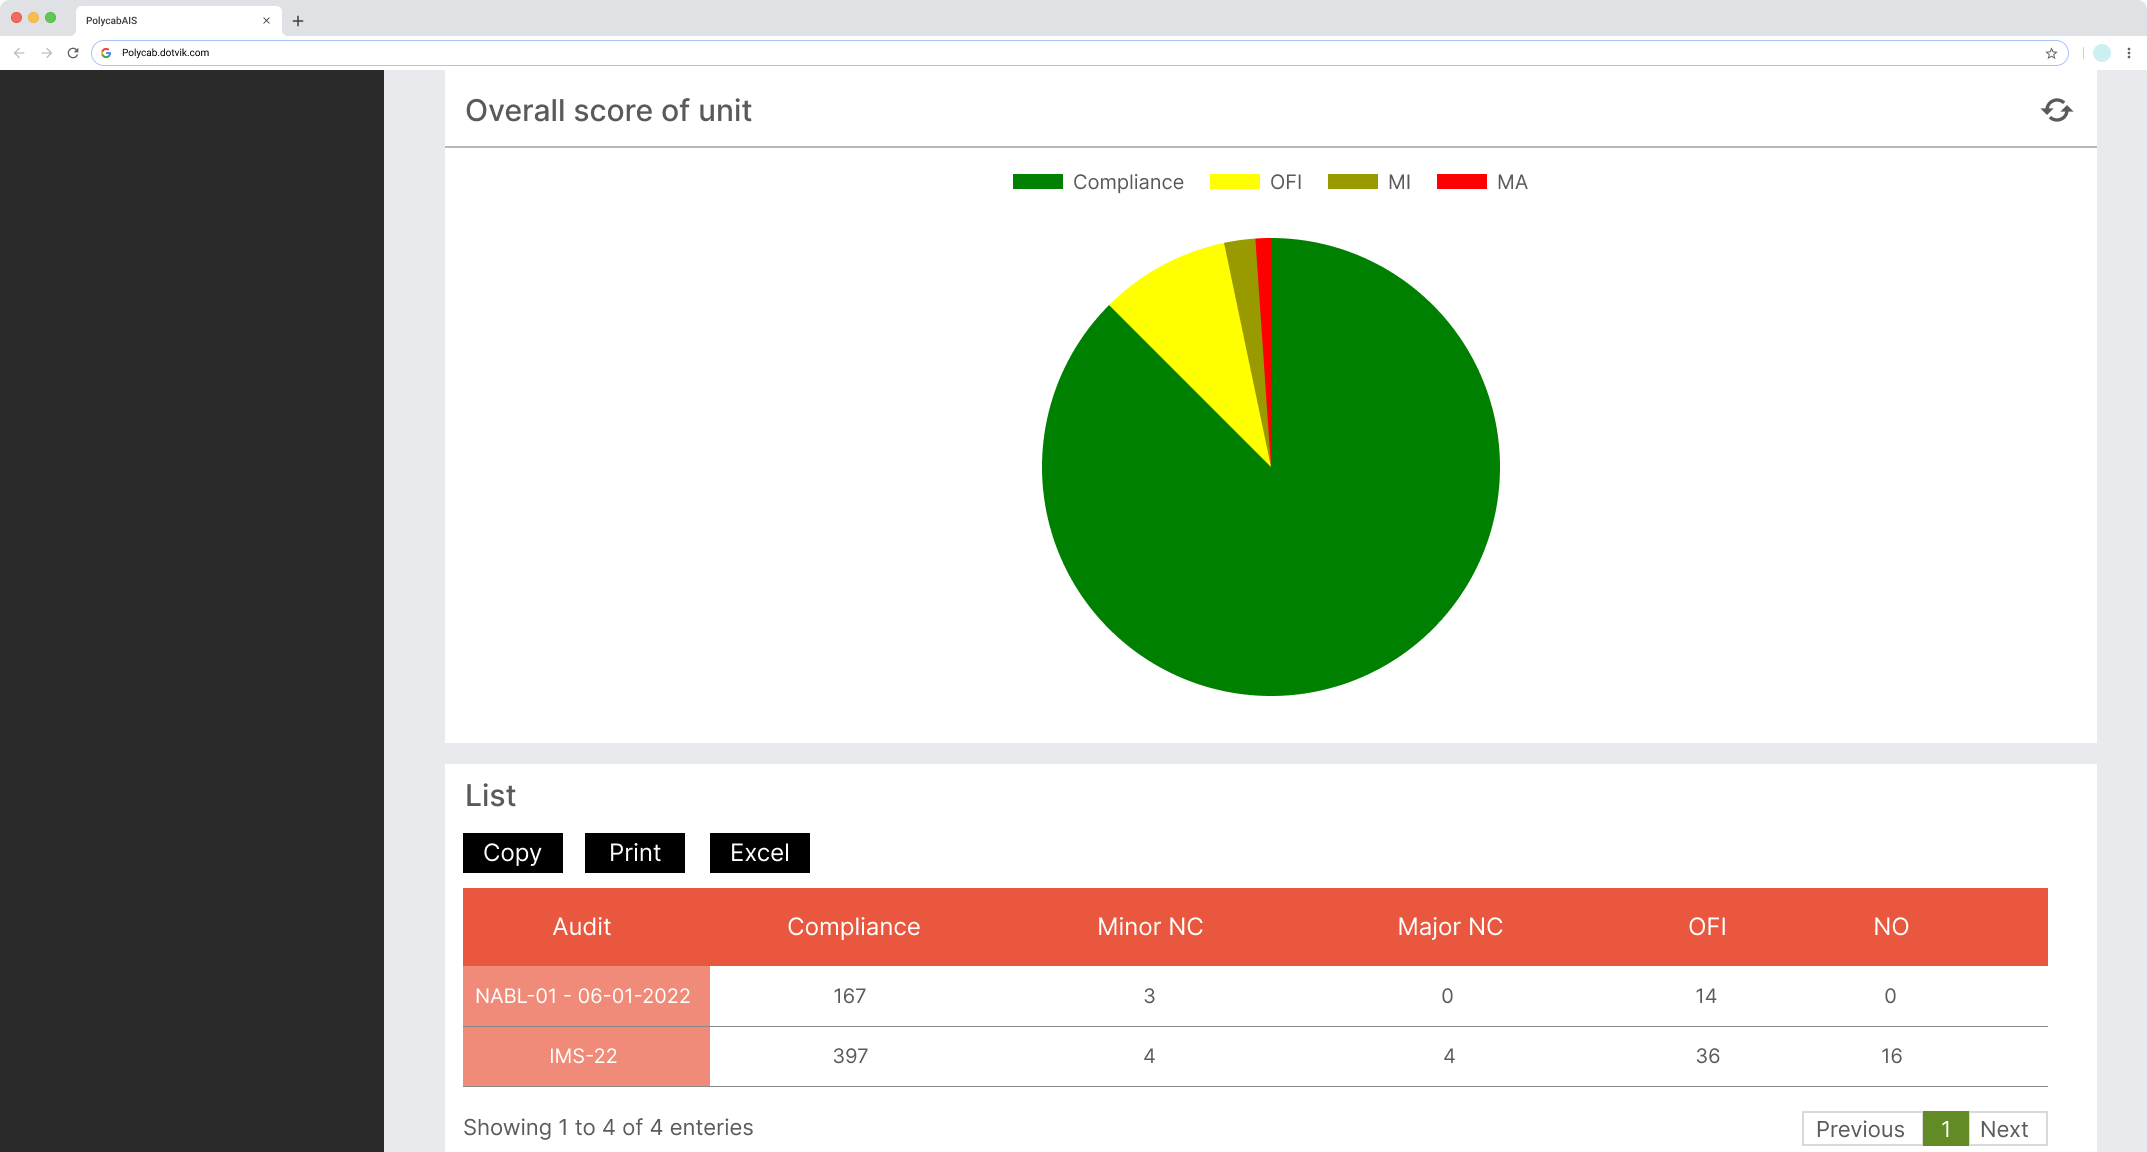 PolycabAIS
Polycab.dotvik.com
Overall score of unit
Compliance OFI MI MA
List
Copy Print Excel
Audit Compliance Minor NC Major NC OFI NO
NABL-01 - 06-01-2022 167 3 0 14 0
IMS-22 397 4 4 36 16
Showing 1 to 4 of 4 enteries
Previous 1 Next